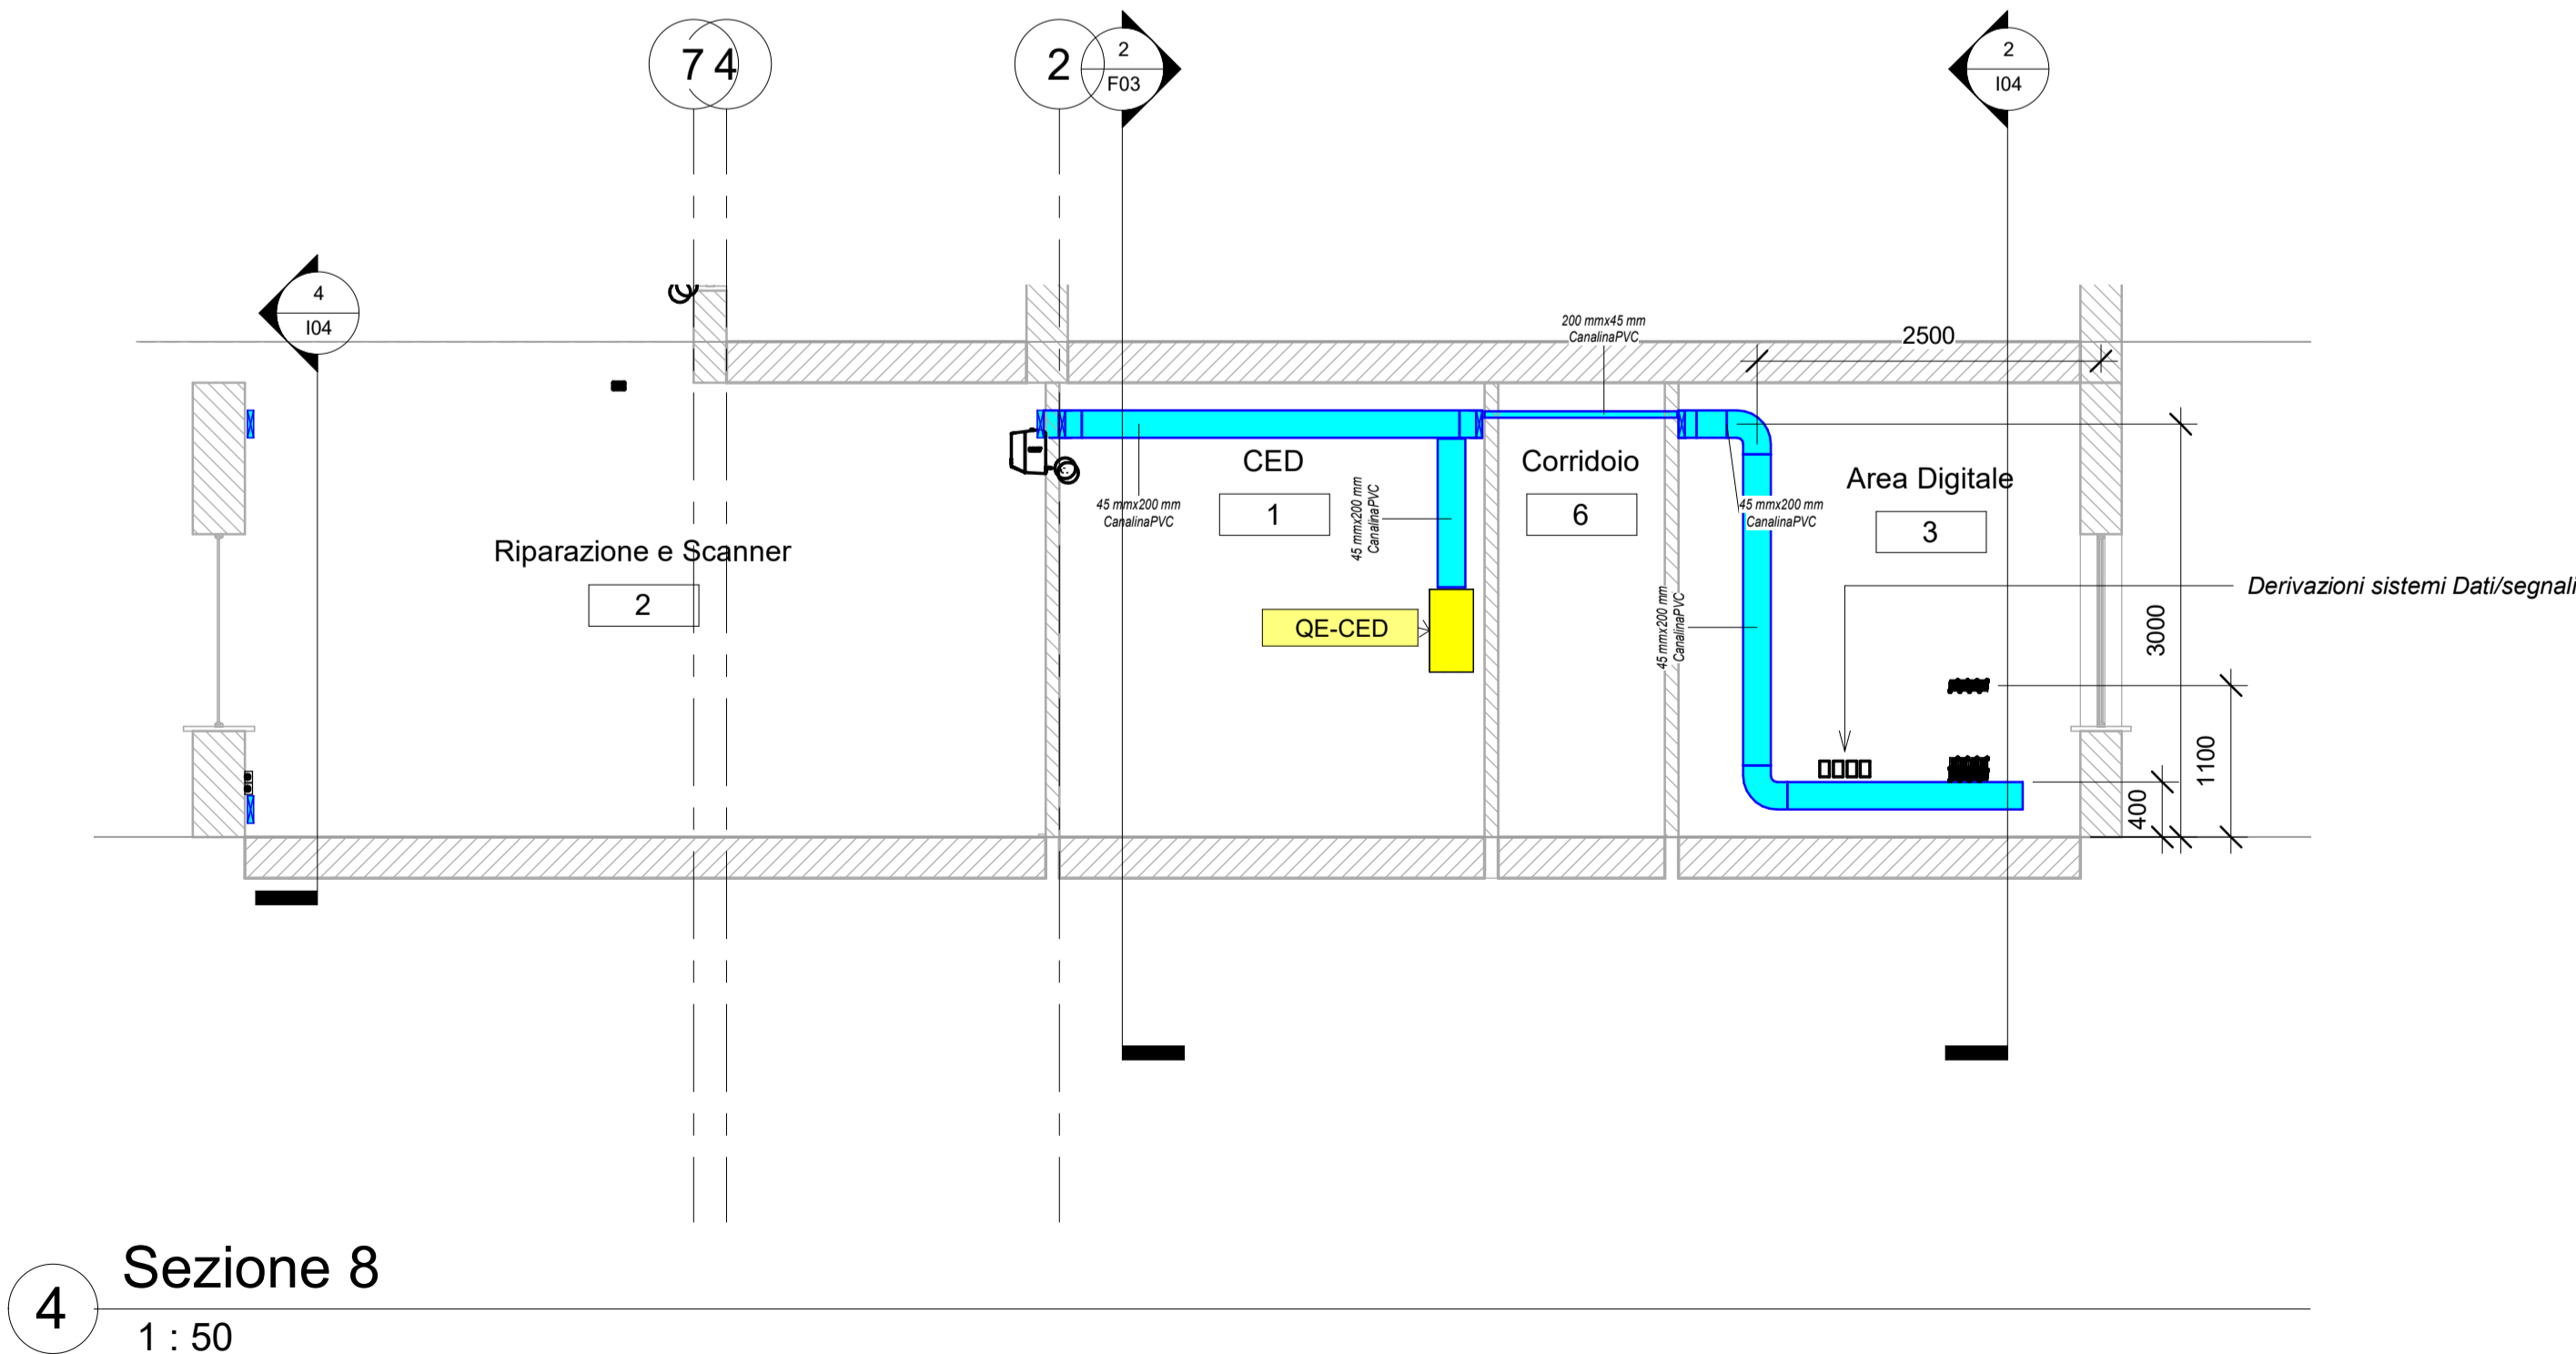 7
4
2
2
F03
2
I04
4
I04
200 mmx45 mm
CanalinaPVC
2500
CED
1
Corridoio
6
Area Digitale
3
45 mmx200 mm
CanalinaPVC
45 mmx200 mm
CanalinaPVC
45 mmx200 mm
CanalinaPVC
Riparazione e Scanner
2
QE-CED
45 mmx200 mm
CanalinaPVC
Derivazioni sistemi Dati/segnali
3000
1100
400
4
Sezione 8
1 : 50